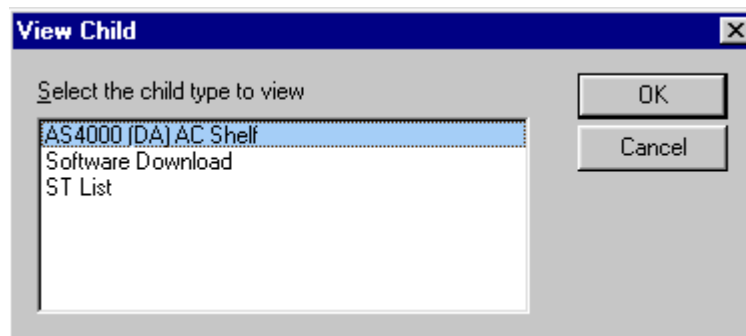 View Child
Select the child type to view
OK
AS4000 (DA) AC Shelf
Cancel
Software Download
ST List